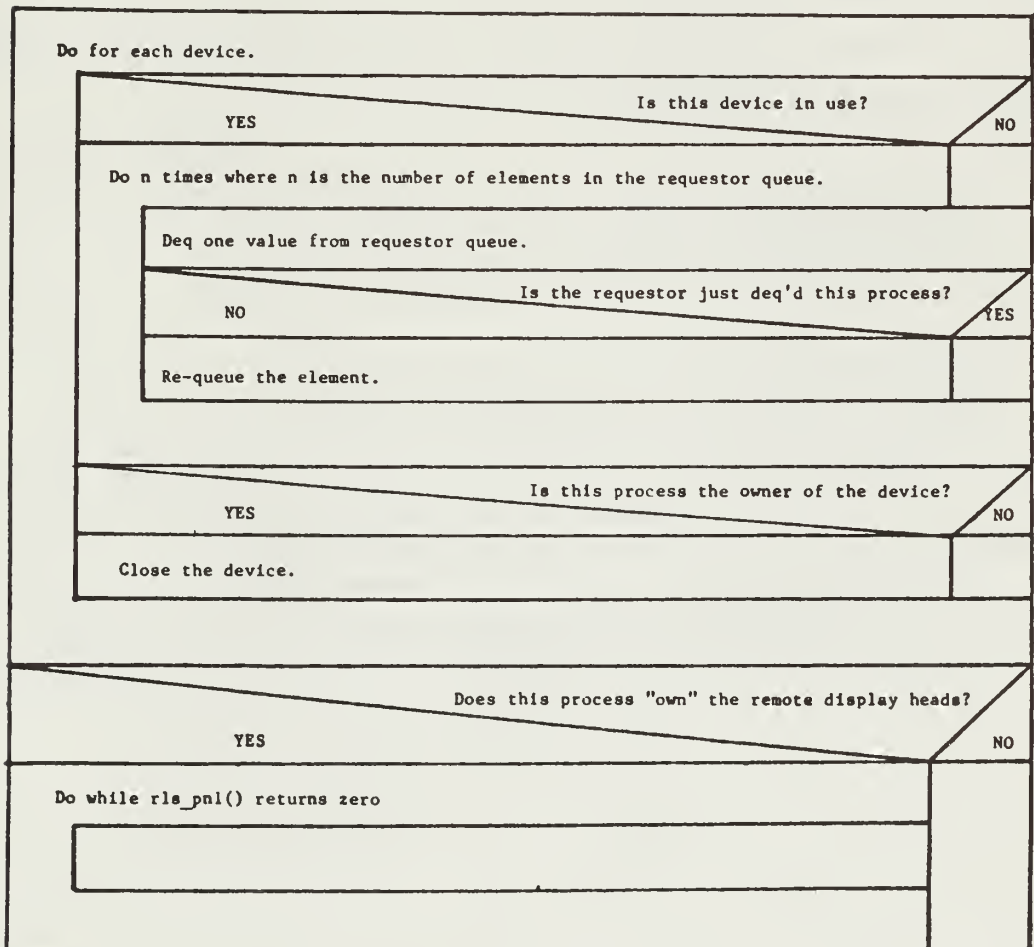 Do for each device.
Is this device in use?
YES
NO
Do n times where n is the number of elements in the requestor queue.
Deq one value from requestor queue.
Is the requestor just deq'd this process?
NO
YES
Re-queue the element.
Is this process the owner of the device?
YES
NO
Close the device.
Does this process "own" the remote display heads?
YES
NO
Do while rls_pnl() returns zero